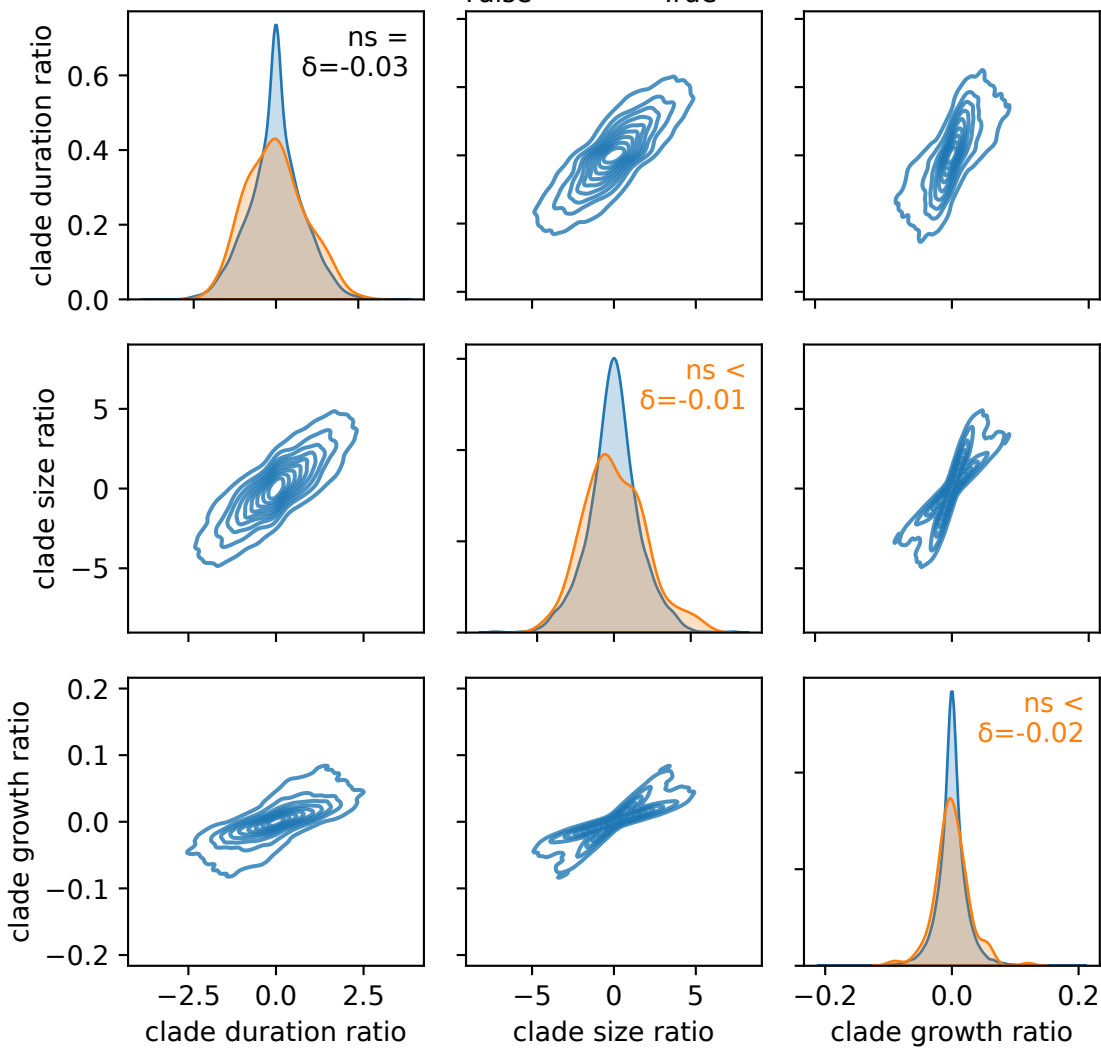 False True
clade duration ratio
0.6
0.4
0.2
0.0
ns =
δ=-0.03
clade size ratio
5
0
−5
ns <
δ=-0.01
clade growth ratio
0.2
0.1
0.0
−0.1
−0.2
ns <
δ=-0.02
−2.5 0.0 2.5
−5 0 5
−0.2 0.0 0.2
clade duration ratio
clade size ratio
clade growth ratio